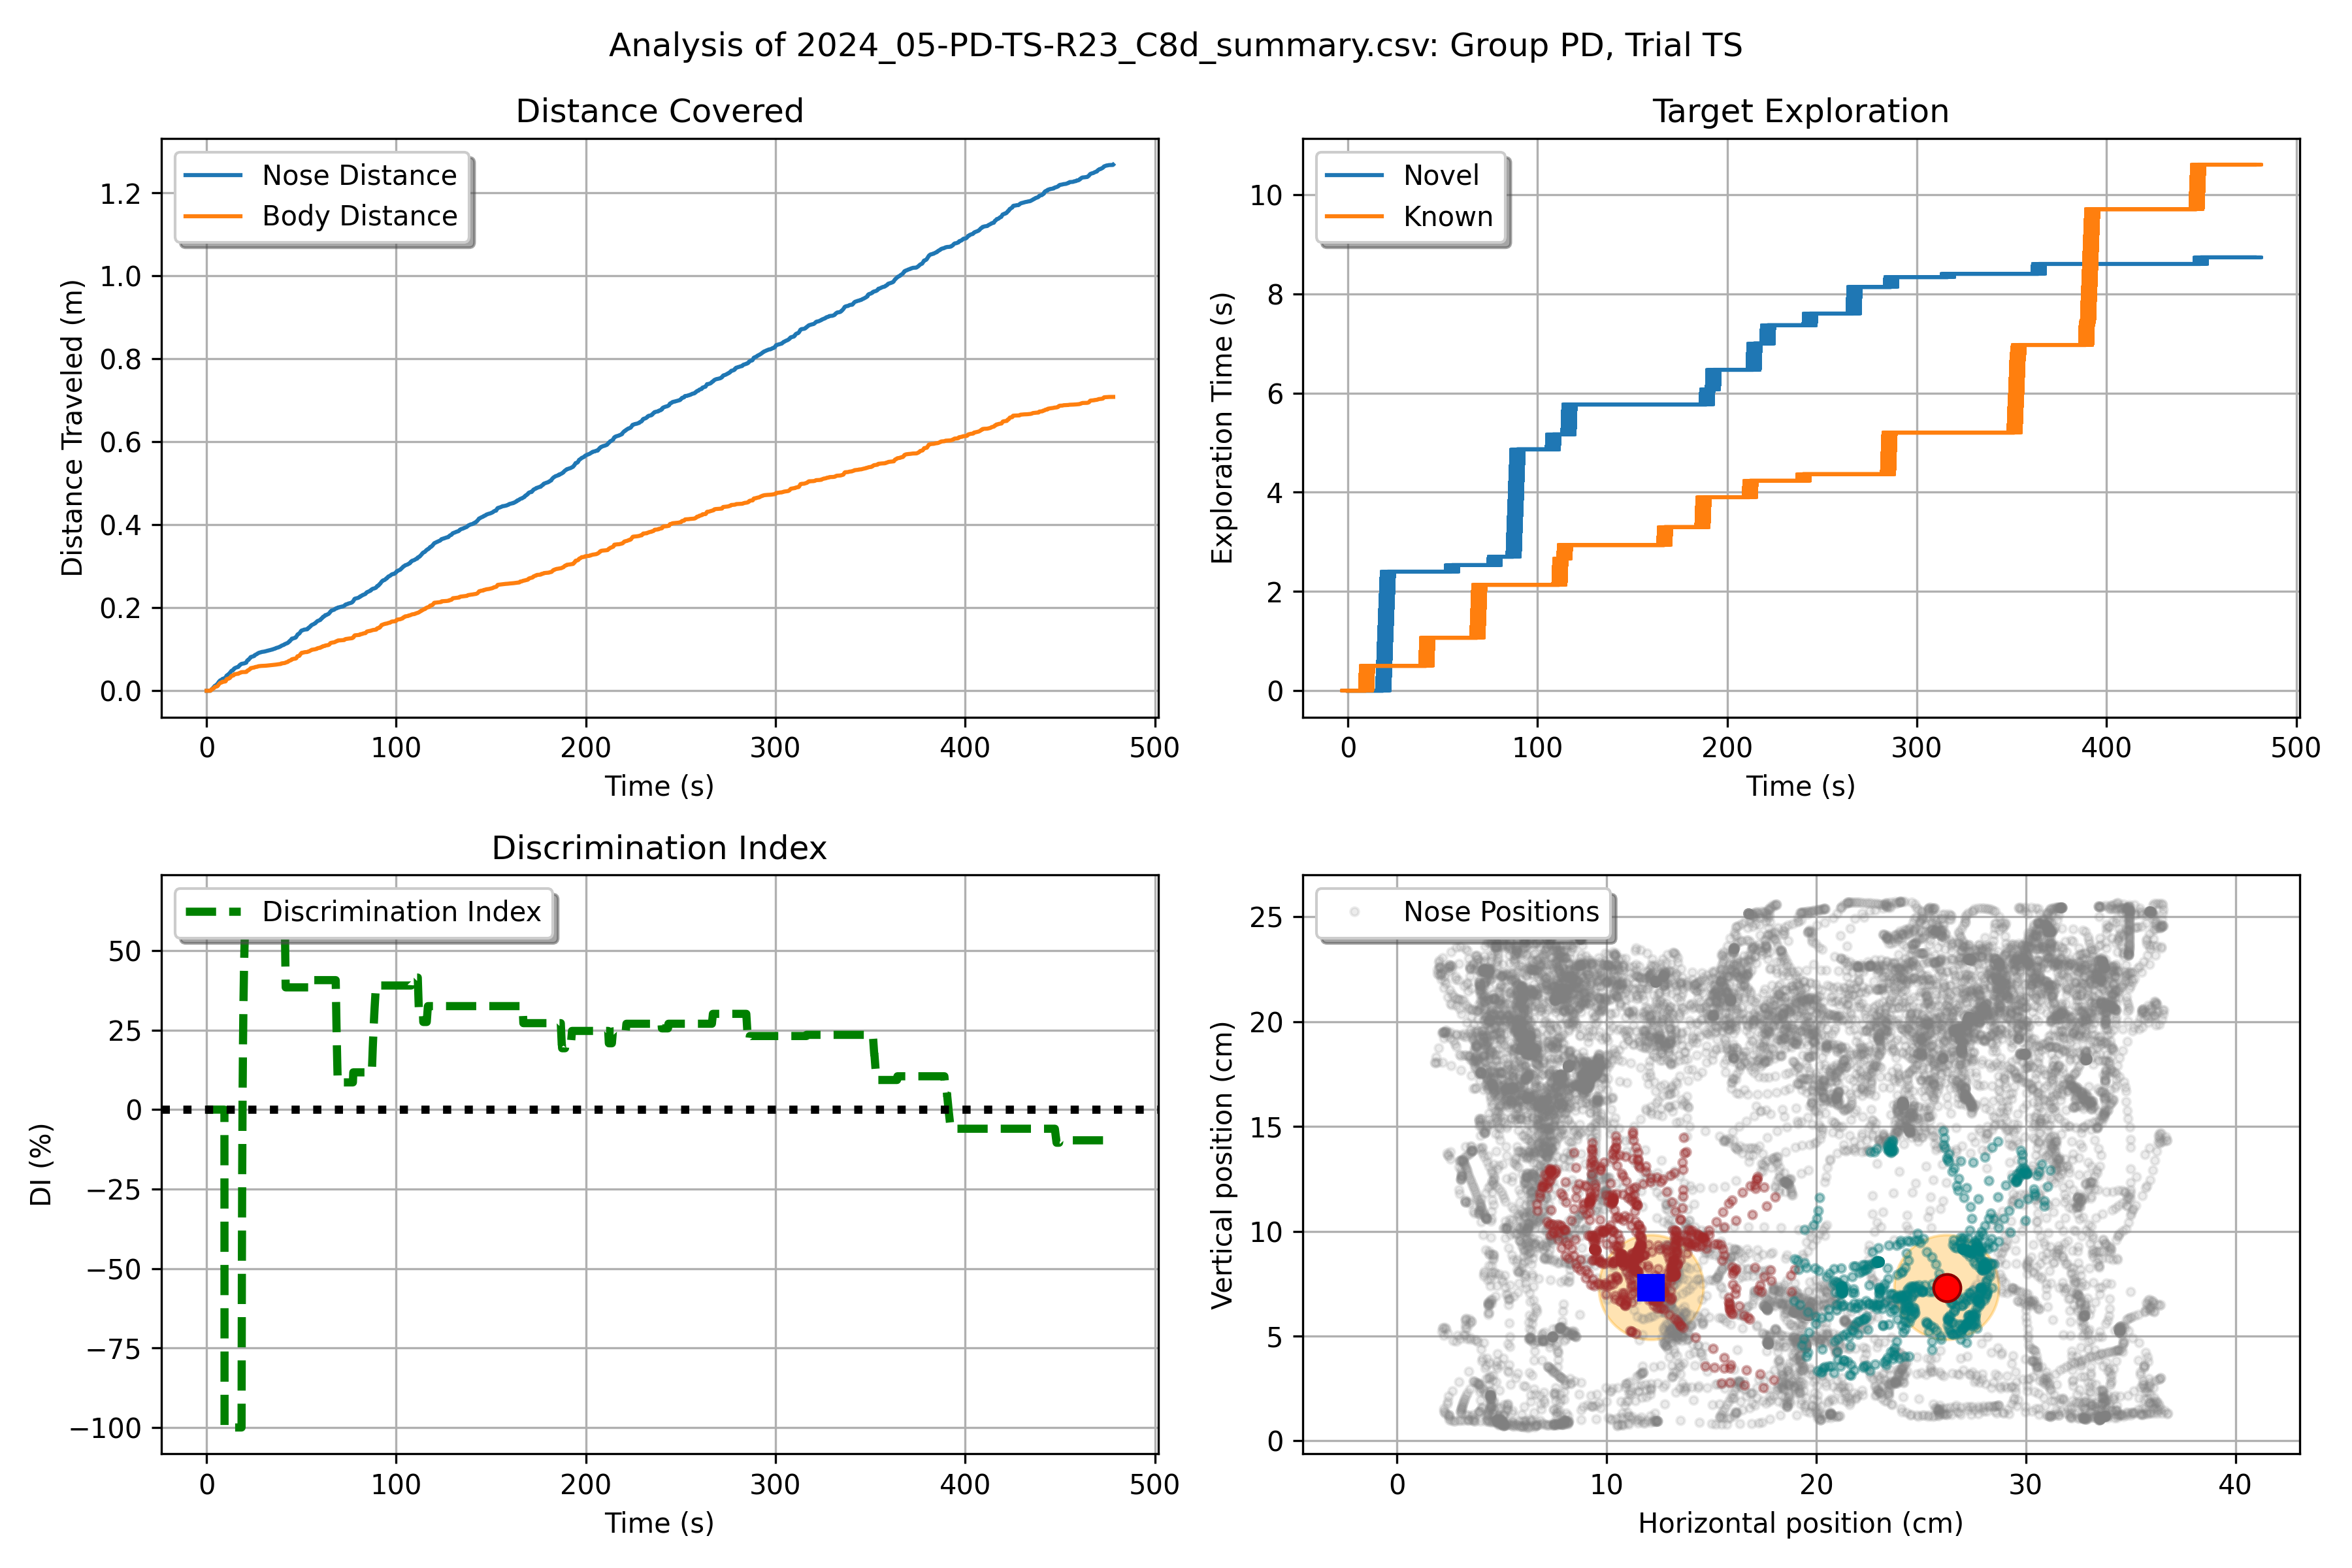 Analysis of 2024_05-PD-TS-R23_C8d_summary.csv: Group PD, Trial TS
Distance Covered
Nose Distance
Body Distance
Distance Traveled (m)
1.2
1.0
0.8
0.6
0.4
0.2
0.0
0 100 200 300 400 500
Time (s)
Target Exploration
Novel
Known
Exploration Time (s)
10
8
6
4
2
0
0 100 200 300 400 500
Time (s)
Discrimination Index
Discrimination Index
DI (%)
50
25
0
−25
−50
−75
−100
0 100 200 300 400 500
Time (s)
Nose Positions
Vertical position (cm)
25
20
15
10
5
0
0 10 20 30 40
Horizontal position (cm)